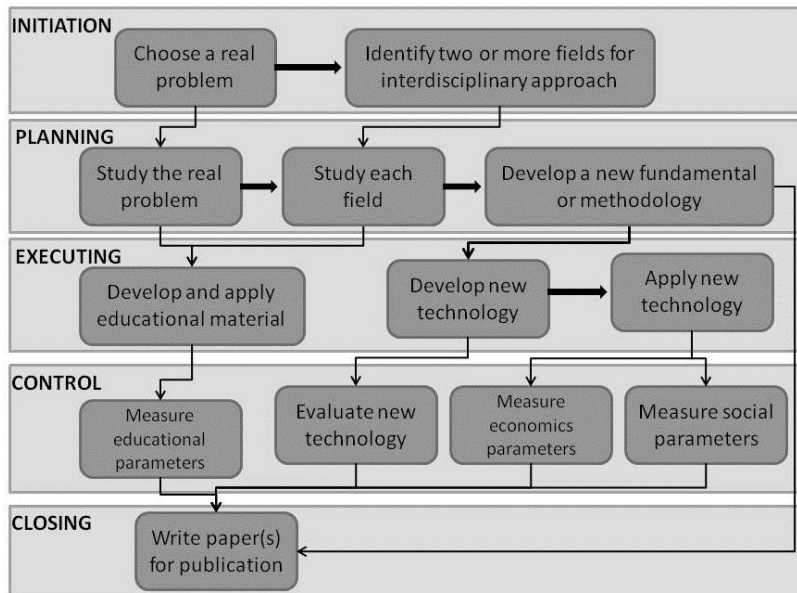 INITIATION
Choose a real
problem
Identify two or more fields for
interdisciplinary approach
PLANNING
Study the real
problem
Study each
field
Develop a new fundamental
or methodology
EXECUTING
Develop and apply
educational material
Develop new
technology
Apply new
technology
CONTROL
Measure
educational
parameters
Evaluate new
technology
Measure
economics
parameters
Measure social
parameters
CLOSING
Write paper(s)
for publication